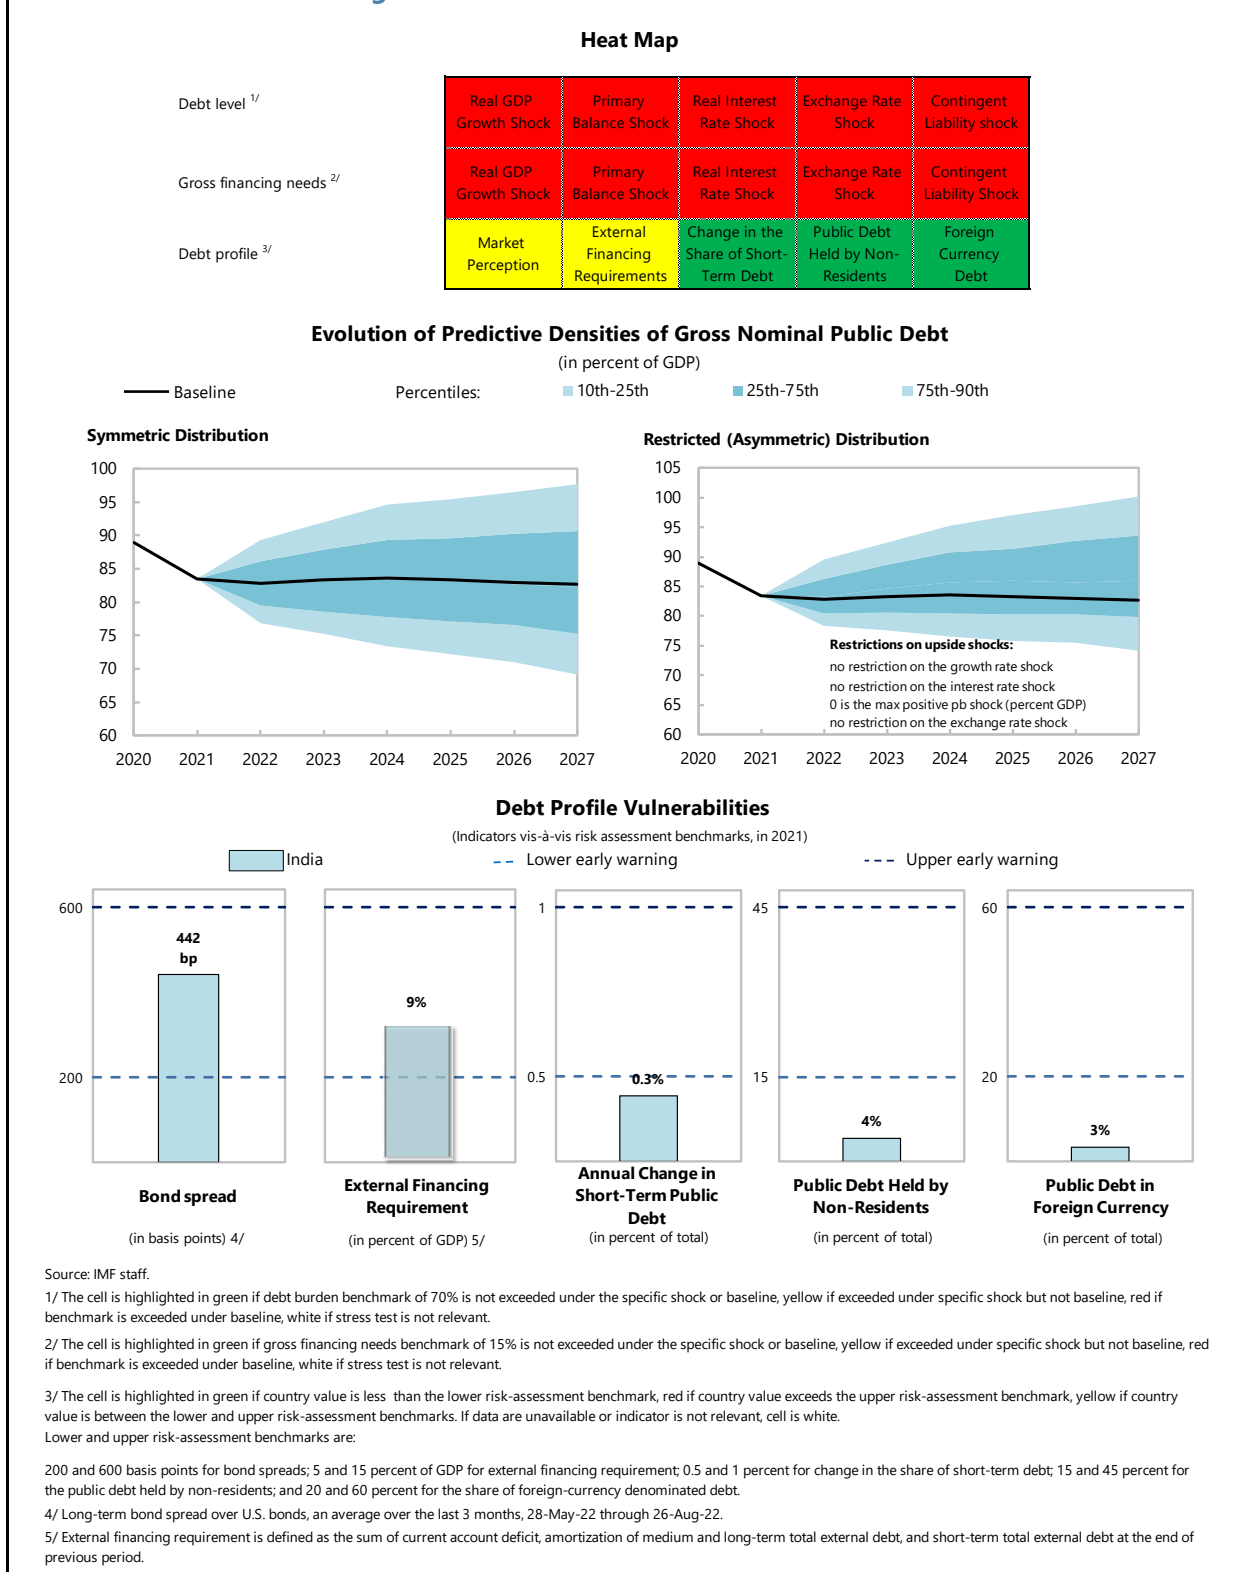 Heat Map
Debt level 1/
Real GDP Growth Shock
Primary Balance Shock
Real Interest Rate Shock
Exchange Rate Shock
Contingent Liability shock
Gross financing needs 2/
Real GDP Growth Shock
Primary Balance Shock
Real Interest Rate Shock
Exchange Rate Shock
Contingent Liability Shock
Debt profile 3/
Market Perception
External Financing Requirements
Change in the Share of Short-Term Debt
Public Debt Held by Non-Residents
Foreign Currency Debt
Evolution of Predictive Densities of Gross Nominal Public Debt
(in percent of GDP)
Baseline Percentiles: 10th-25th 25th-75th 75th-90th
Symmetric Distribution
100
95
90
85
80
75
70
65
60
2020 2021 2022 2023 2024 2025 2026 2027
Restricted (Asymmetric) Distribution
105
100
95
90
85
80
75
70
65
60
Restrictions on upside shocks:
no restriction on the growth rate shock
no restriction on the interest rate shock
0 is the max positive pb shock (percent GDP)
no restriction on the exchange rate shock
2020 2021 2022 2023 2024 2025 2026 2027
Debt Profile Vulnerabilities
(Indicators vis-à-vis risk assessment benchmarks, in 2021)
India Lower early warning Upper early warning
600
200
442
bp
Bond spread
(in basis points) 4/
9%
External Financing
Requirement
(in percent of GDP) 5/
1
0.5
0.3%
Annual Change in
Short-Term Public
Debt
(in percent of total)
45
15
4%
Public Debt Held by
Non-Residents
(in percent of total)
60
20
3%
Public Debt in
Foreign Currency
(in percent of total)
Source: IMF staff.
1/ The cell is highlighted in green if debt burden benchmark of 70% is not exceeded under the specific shock or baseline, yellow if exceeded under specific shock but not baseline, red if
benchmark is exceeded under baseline, white if stress test is not relevant.
2/ The cell is highlighted in green if gross financing needs benchmark of 15% is not exceeded under the specific shock or baseline, yellow if exceeded under specific shock but not baseline, red
if benchmark is exceeded under baseline, white if stress test is not relevant.
3/ The cell is highlighted in green if country value is less than the lower risk-assessment benchmark, red if country value exceeds the upper risk-assessment benchmark, yellow if country
value is between the lower and upper risk-assessment benchmarks. If data are unavailable or indicator is not relevant, cell is white.
Lower and upper risk-assessment benchmarks are:
200 and 600 basis points for bond spreads; 5 and 15 percent of GDP for external financing requirement; 0.5 and 1 percent for change in the share of short-term debt; 15 and 45 percent for
the public debt held by non-residents; and 20 and 60 percent for the share of foreign-currency denominated debt.
4/ Long-term bond spread over U.S. bonds, an average over the last 3 months, 28-May-22 through 26-Aug-22.
5/ External financing requirement is defined as the sum of current account deficit, amortization of medium and long-term total external debt, and short-term total external debt at the end of
previous period.